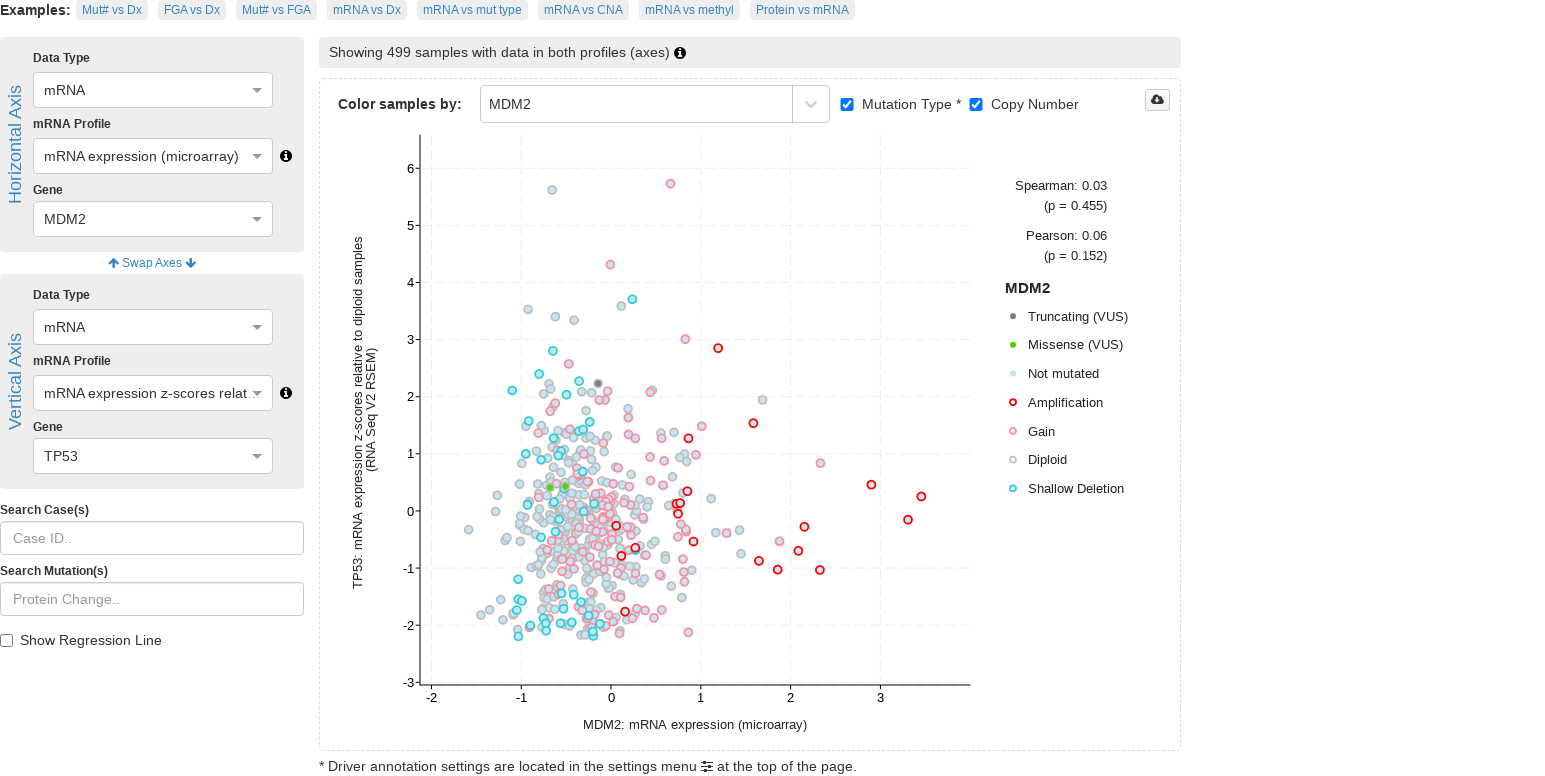 Examples: Mut# vs Dx FGA vs Dx Mut# vs FGA mRNA vs Dx mRNA vs mut type mRNA vs CNA mRNA vs methyl Protein vs mRNA
Horizontal Axis
Data Type
mRNA
mRNA Profile
mRNA expression (microarray)
Gene
MDM2
Swap Axes
Vertical Axis
Data Type
mRNA
mRNA Profile
mRNA expression z-scores relat…
Gene
TP53
Search Case(s)
Case ID..
Search Mutation(s)
Protein Change..
Show Regression Line
Showing 499 samples with data in both profiles (axes)
Color samples by: MDM2 Mutation Type * Copy Number
TP53: mRNA expression z-scores relative to diploid samples
(RNA Seq V2 RSEM)
6
5
4
3
2
1
0
-1
-2
-3
-2 -1 0 1 2 3
MDM2: mRNA expression (microarray)
Spearman: 0.03
(p = 0.455)
Pearson: 0.06
(p = 0.152)
MDM2
Truncating (VUS)
Missense (VUS)
Not mutated
Amplification
Gain
Diploid
Shallow Deletion
* Driver annotation settings are located in the settings menu at the top of the page.